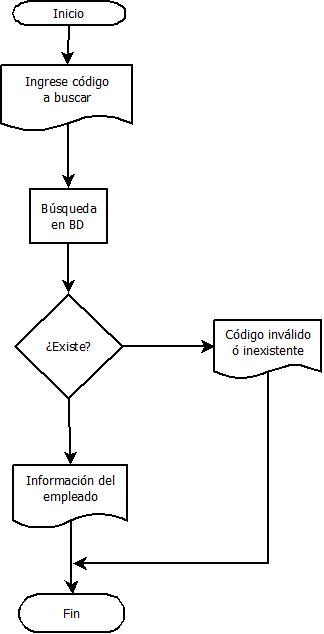 Inicio
Ingrese código
a buscar
Búsqueda
en BD
¿Existe?
Código inválido
ó inexistente
Información del
empleado
Fin